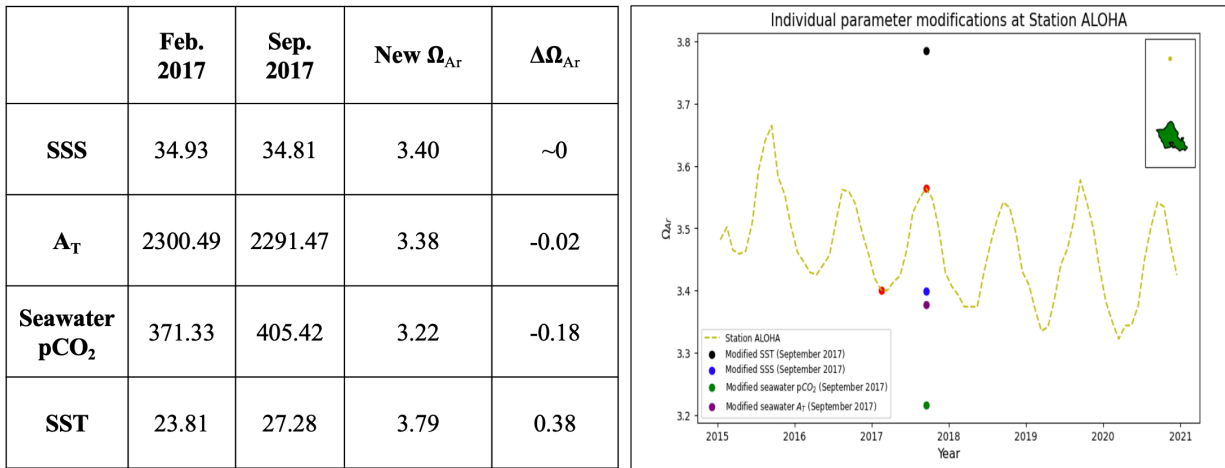 Feb. 2017 Sep. 2017 New ΩAr ΔΩAr
SSS 34.93 34.81 3.40 ~0
AT 2300.49 2291.47 3.38 -0.02
Seawater pCO2 371.33 405.42 3.22 -0.18
SST 23.81 27.28 3.79 0.38
Individual parameter modifications at Station ALOHA
3.8
3.7
3.6
3.5
3.4
3.3
3.2
ΩAr
Station ALOHA
Modified SST (September 2017)
Modified SSS (September 2017)
Modified seawater pCO2 (September 2017)
Modified seawater AT (September 2017)
2015 2016 2017 2018 2019 2020 2021
Year